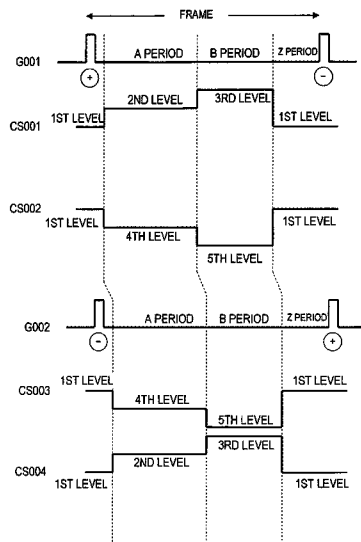 FRAME
G001
A PERIOD B PERIOD Z PERIOD
+ −
2ND LEVEL 3RD LEVEL
1ST LEVEL 1ST LEVEL
CS001
CS002
1ST LEVEL 1ST LEVEL
4TH LEVEL
5TH LEVEL
A PERIOD B PERIOD Z PERIOD
G002
− +
1ST LEVEL 1ST LEVEL
CS003
4TH LEVEL
5TH LEVEL
3RD LEVEL
2ND LEVEL
CS004
1ST LEVEL 1ST LEVEL